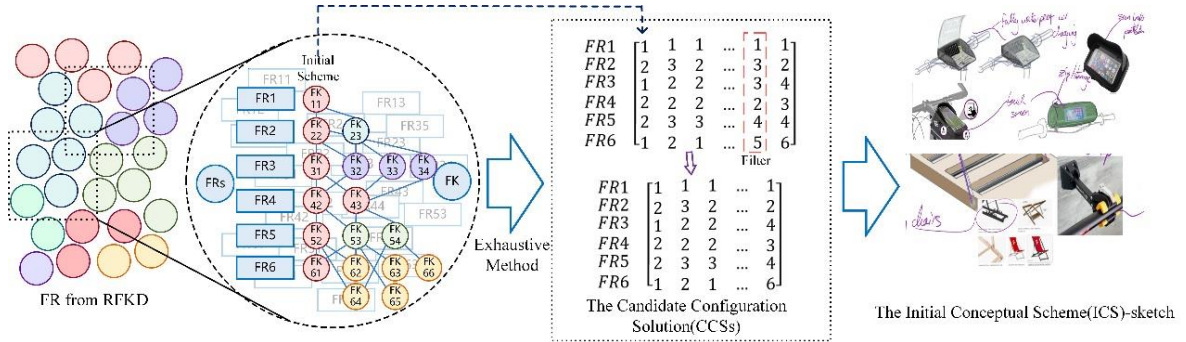 FR from RFKD
FRs
FR1
FR2
FR3
FR4
FR5
FR6
FR11
FR13
FR35
FR23
FR43
FR42
FR53
Initial
Scheme
FK
11
FK
22
FK
23
FK
31
FK
32
FK
33
FK
34
FK
42
FK
43
FK
52
FK
53
FK
54
FK
61
FK
62
FK
63
FK
66
FK
64
FK
65
FK
Exhaustive
Method
FR1 1 1 1 ... 1 1
FR2 2 3 2 ... 3 2
FR3 1 2 2 ... 3 4
FR4 2 2 2 ... 2 3
FR5 2 3 3 ... 4 4
FR6 1 2 1 ... 5 6
Filter
FR1 1 1 1 ... 1
FR2 2 3 2 ... 2
FR3 1 2 2 ... 4
FR4 2 2 2 ... 3
FR5 2 3 3 ... 4
FR6 1 2 1 ... 6
The Candidate Configuration
Solution(CCSs)
charging
touch
screen
chairs
The Initial Conceptual Scheme(ICS)-sketch